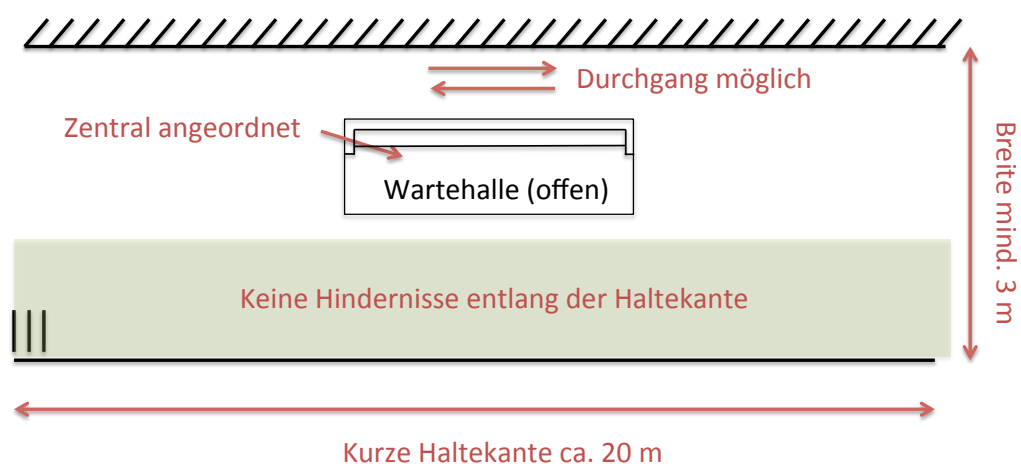 Durchgang möglich
Zentral angeordnet
Wartehalle (offen)
Breite mind. 3 m
Keine Hindernisse entlang der Haltekante
Kurze Haltekante ca. 20 m